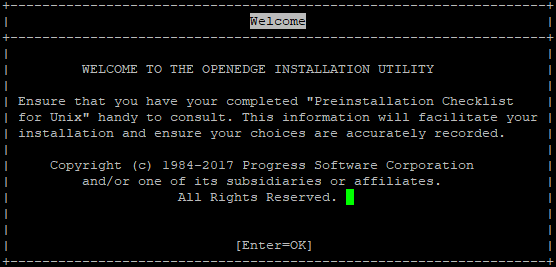 Welcome
WELCOME TO THE OPENEDGE INSTALLATION UTILITY
Ensure that you have your completed "Preinstallation Checklist
for Unix" handy to consult. This information will facilitate your
installation and ensure your choices are accurately recorded.
Copyright (c) 1984-2017 Progress Software Corporation
and/or one of its subsidiaries or affiliates.
All Rights Reserved.
[Enter=OK]